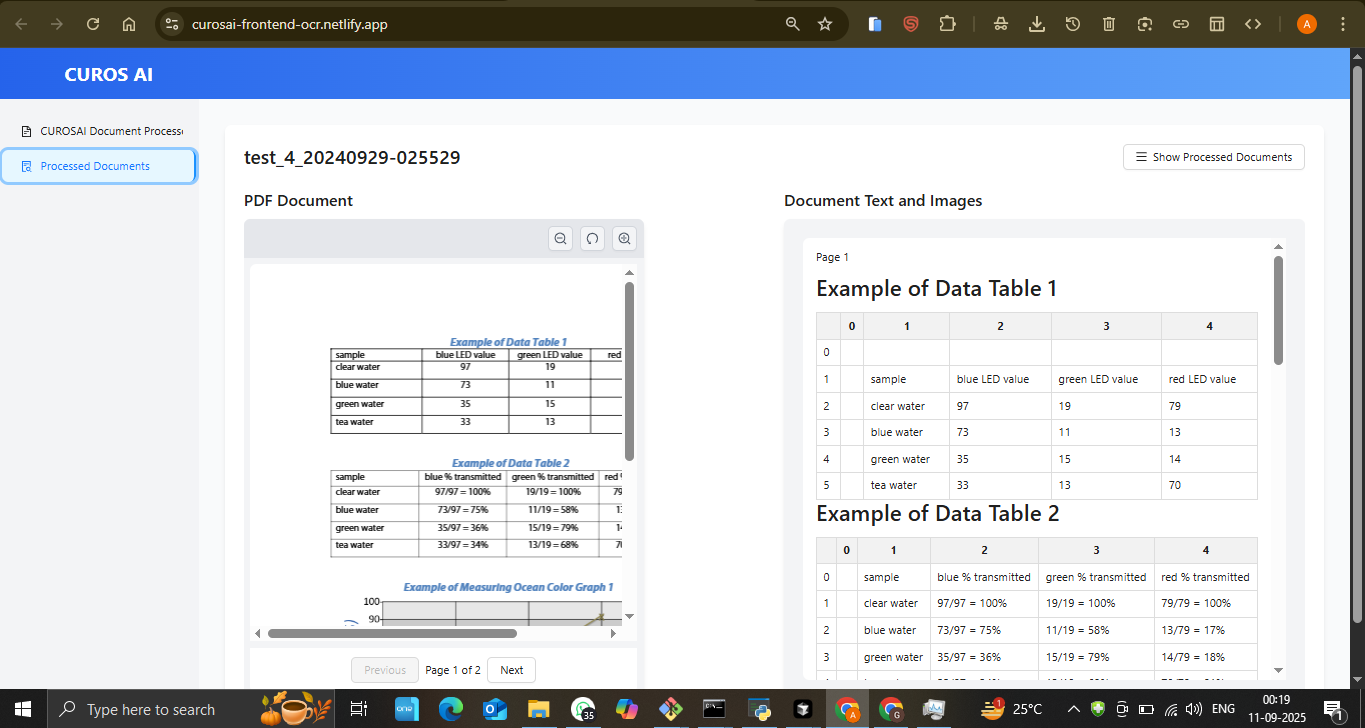 curosai-frontend-ocr.netlify.app
A
CUROS AI
CUROSAI Document Process
Processed Documents
test_4_20240929-025529
Show Processed Documents
PDF Document
Document Text and Images
Example of Data Table 1
sample blue LED value green LED value red
clear water 97 19
blue water 73 11
green water 35 15
tea water 33 13
Example of Data Table 2
sample blue % transmitted green % transmitted red
clear water 97/97 = 100% 19/19 = 100% 79
blue water 73/97 = 75% 11/19 = 58%
green water 35/97 = 36% 15/19 = 79%
tea water 33/97 = 34% 13/19 = 68%
Example of Measuring Ocean Color Graph 1
100
90
Previous Page 1 of 2 Next
Page 1
Example of Data Table 1
0 1 2 3 4
0
1 sample blue LED value green LED value red LED value
2 clear water 97 19 79
3 blue water 73 11 13
4 green water 35 15 14
5 tea water 33 13 70
Example of Data Table 2
0 1 2 3 4
0 sample blue % transmitted green % transmitted red % transmitted
1 clear water 97/97 = 100% 19/19 = 100% 79/79 = 100%
2 blue water 73/97 = 75% 11/19 = 58% 13/79 = 17%
3 green water 35/97 = 36% 15/19 = 79% 14/79 = 18%
Type here to search
one
35
A
G
1
25°C
ENG
00:19
11-09-2025
1